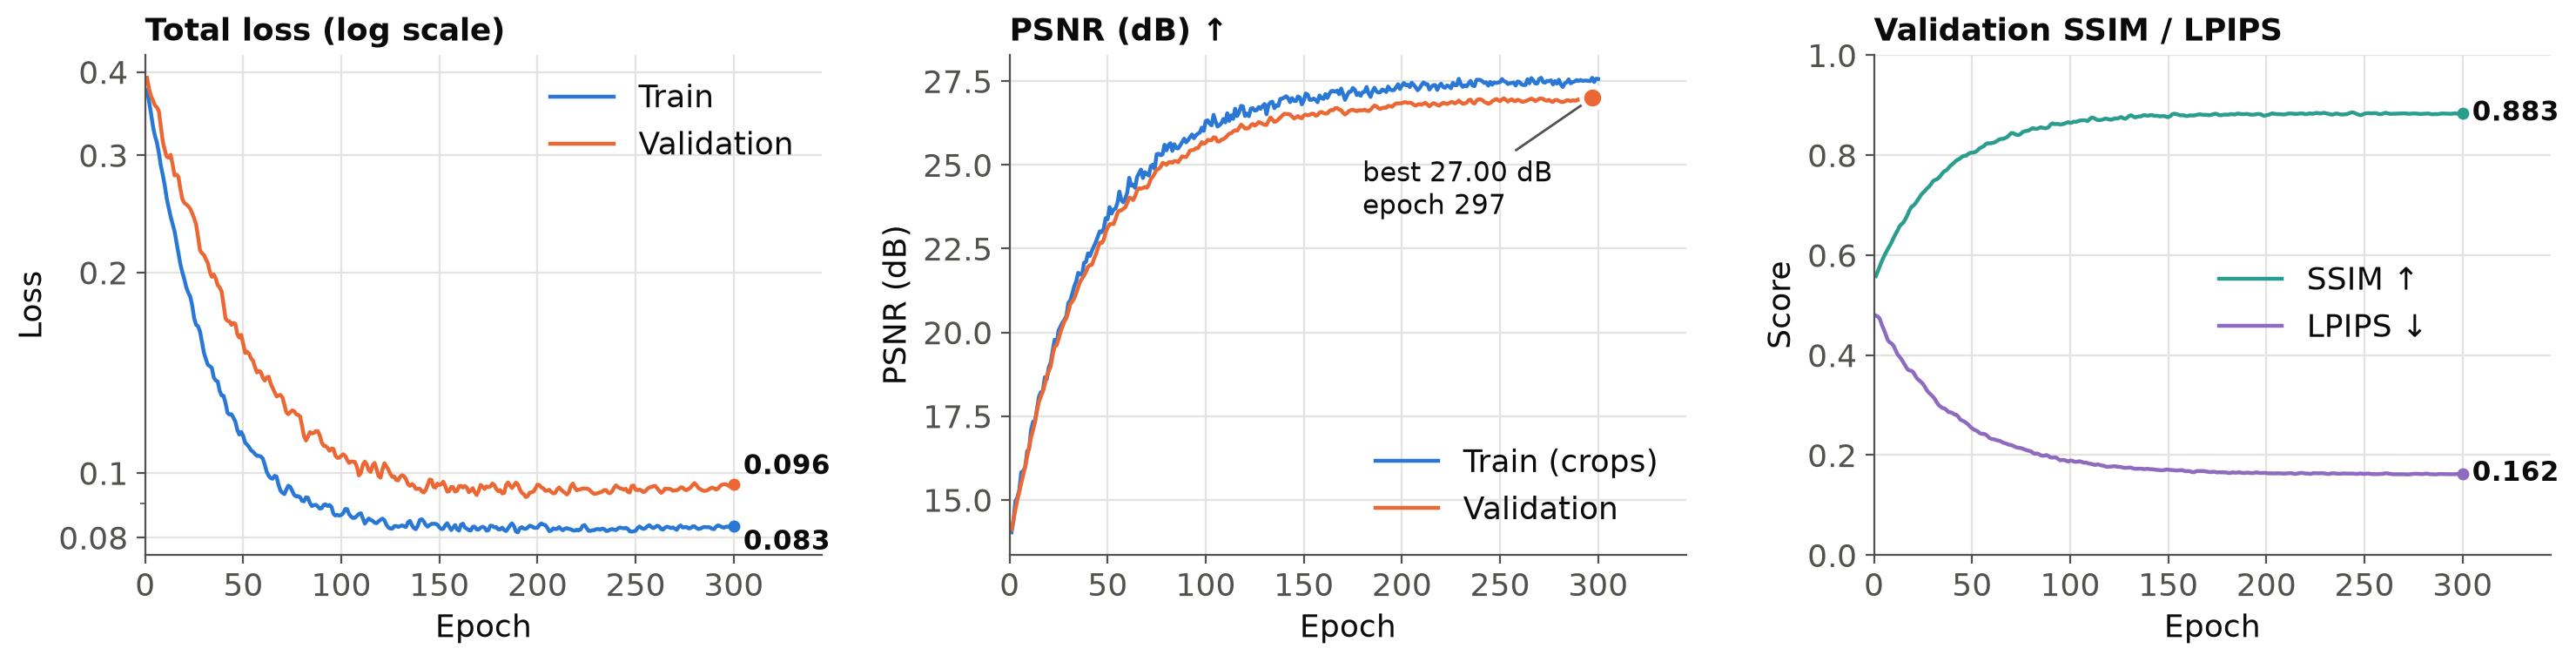 Total loss (log scale)
Loss
0.4
0.3
0.2
0.1
0.08
Train
Validation
0.096
0.083
0 50 100 150 200 250 300
Epoch
PSNR (dB) ↑
PSNR (dB)
27.5
25.0
22.5
20.0
17.5
15.0
best 27.00 dB
epoch 297
Train (crops)
Validation
0 50 100 150 200 250 300
Epoch
Validation SSIM / LPIPS
Score
1.0
0.8
0.6
0.4
0.2
0.0
0.883
SSIM ↑
LPIPS ↓
0.162
0 50 100 150 200 250 300
Epoch